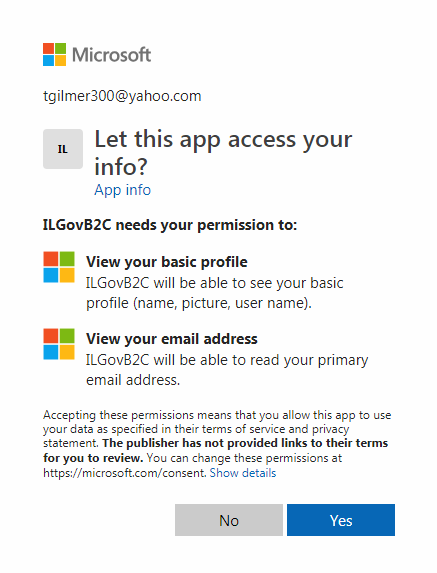 Microsoft
tgilmer300@yahoo.com
IL
Let this app access your
info?
App info
ILGovB2C needs your permission to:
View your basic profile
ILGovB2C will be able to see your basic
profile (name, picture, user name).
View your email address
ILGovB2C will be able to read your primary
email address.
Accepting these permissions means that you allow this app to use
your data as specified in their terms of service and privacy
statement. The publisher has not provided links to their terms
for you to review. You can change these permissions at
https://microsoft.com/consent. Show details
No
Yes